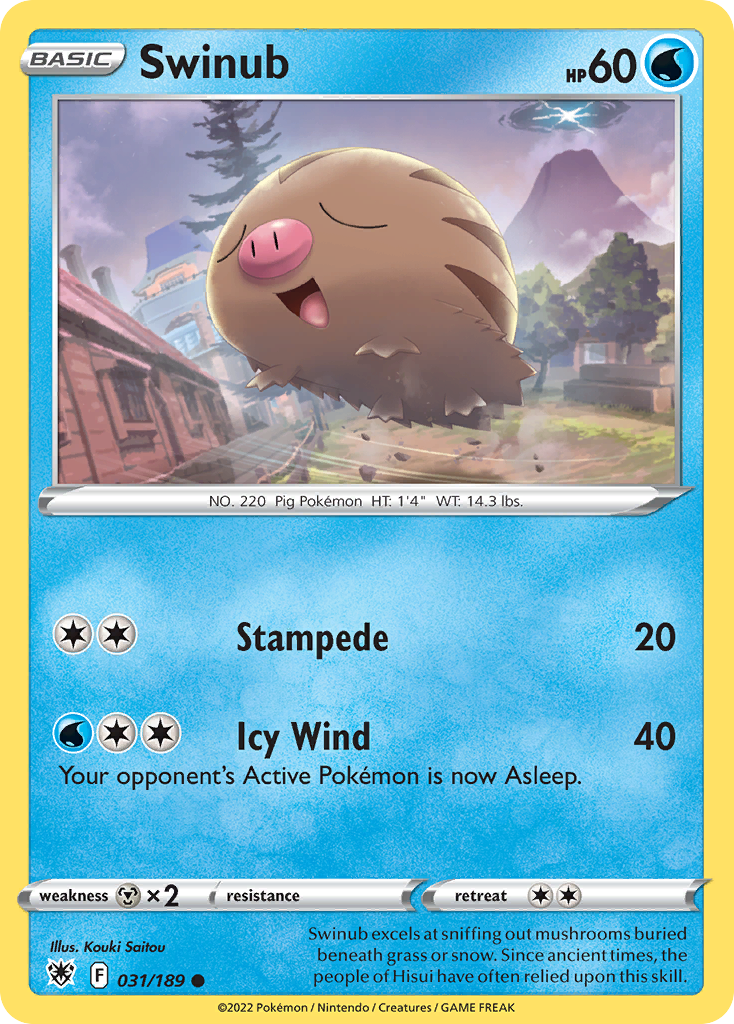 BASIC Swinub HP60
NO. 220 Pig Pokémon HT: 1'4" WT: 14.3 lbs.
Stampede 20
Icy Wind 40
Your opponent's Active Pokémon is now Asleep.
weakness ×2 resistance retreat
Illus. Kouki Saitou
Swinub excels at sniffing out mushrooms buried
beneath grass or snow. Since ancient times, the
people of Hisui have often relied upon this skill.
F 031/189
©2022 Pokémon / Nintendo / Creatures / GAME FREAK